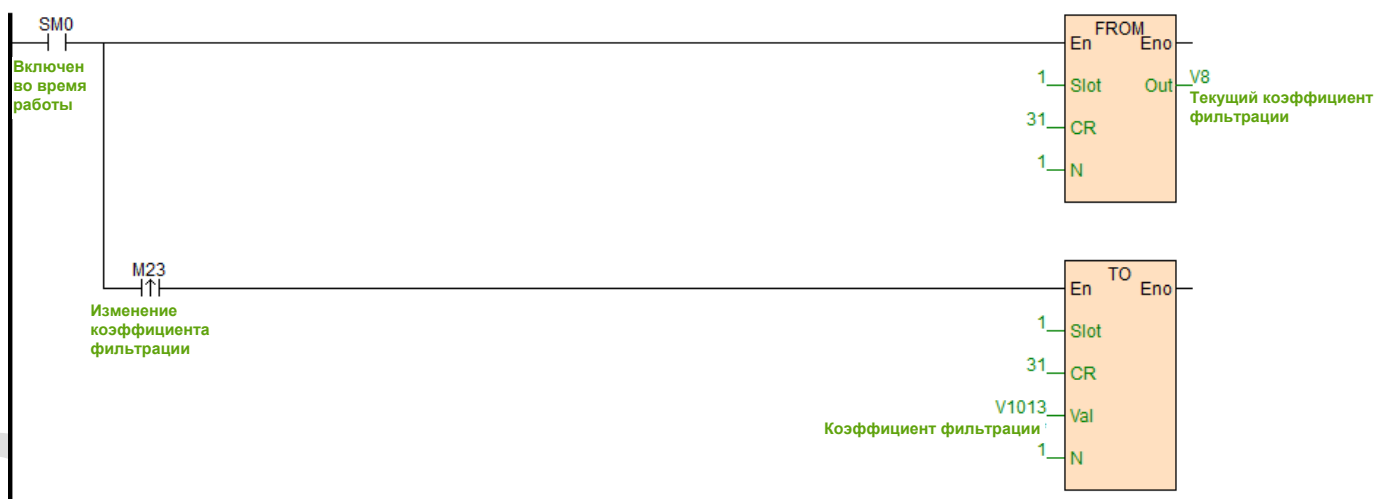 SM0
Включен
во время
работы
FROM
En Eno
1 Slot Out V8
Текущий коэффициент
фильтрации
31 CR
1 N
M23
Изменение
коэффициента
фильтрации
TO
En Eno
1 Slot
31 CR
V1013 Val
Коэффициент фильтрации
1 N